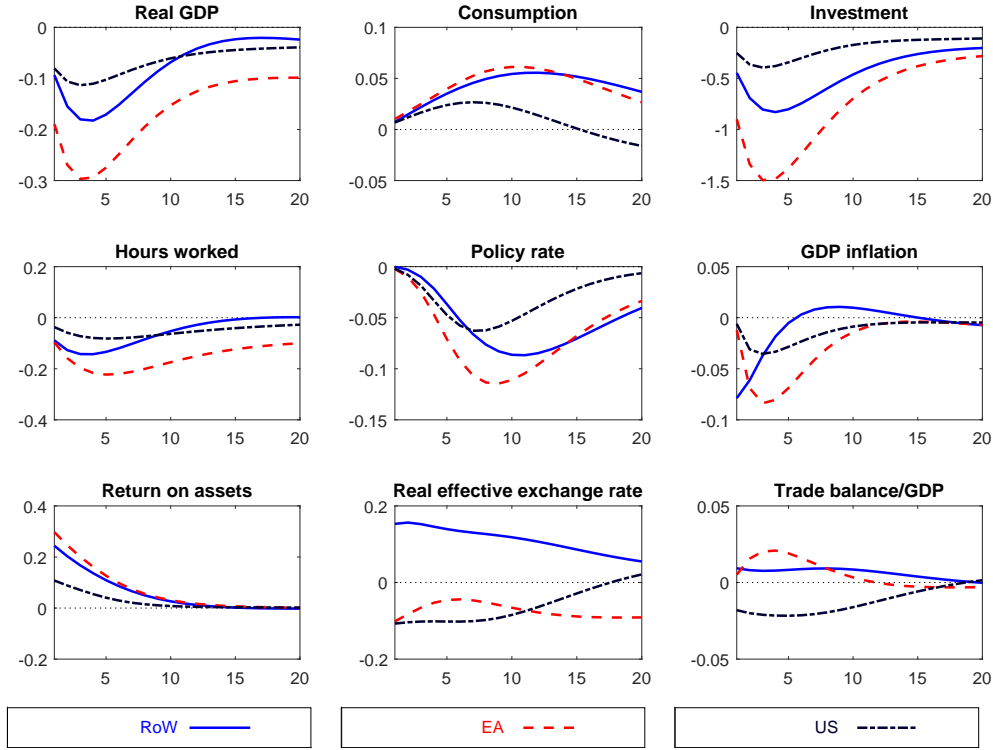 Real GDP
0
-0.1
-0.2
-0.3
5 10 15 20
Consumption
0.1
0.05
0
-0.05
5 10 15 20
Investment
0
-0.5
-1
-1.5
5 10 15 20
Hours worked
0.2
0
-0.2
-0.4
5 10 15 20
Policy rate
0
-0.05
-0.1
-0.15
5 10 15 20
GDP inflation
0.05
0
-0.05
-0.1
5 10 15 20
Return on assets
0.4
0.2
0
-0.2
5 10 15 20
Real effective exchange rate
0.2
0
-0.2
5 10 15 20
Trade balance/GDP
0.05
0
-0.05
5 10 15 20
RoW
EA
US